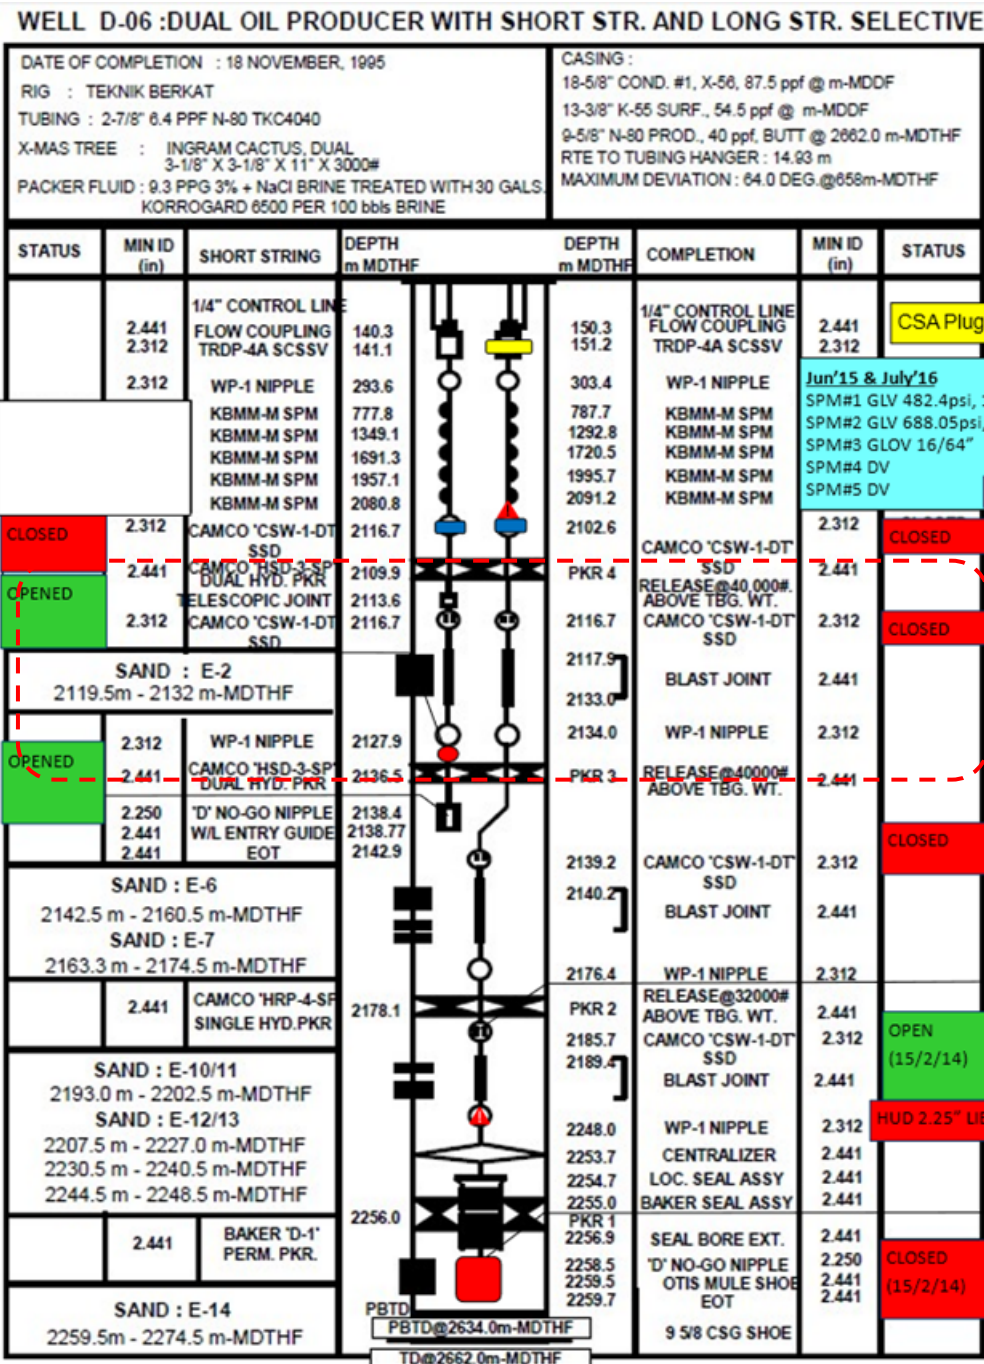 WELL D-06 :DUAL OIL PRODUCER WITH SHORT STR. AND LONG STR. SELECTIVE
DATE OF COMPLETION : 18 NOVEMBER, 1995
RIG : TEKNIK BERKAT
TUBING : 2-7/8" 6.4 PPF N-80 TKC4040
X-MAS TREE : INGRAM CACTUS, DUAL
3-1/8" X 3-1/8" X 11" X 3000#
PACKER FLUID : 9.3 PPG 3% + NaCl BRINE TREATED WITH 30 GALS.
KORROGARD 6500 PER 100 bbls BRINE
CASING :
18-5/8" COND. #1, X-56, 87.5 ppf @ m-MDDF
13-3/8" K-55 SURF., 54.5 ppf @ m-MDDF
9-5/8" N-80 PROD., 40 ppf, BUTT @ 2662.0 m-MDTHF
RTE TO TUBING HANGER : 14.93 m
MAXIMUM DEVIATION : 64.0 DEG.@658m-MDTHF
STATUS MIN ID (in) SHORT STRING DEPTH m MDTHF DEPTH m MDTHF COMPLETION MIN ID (in) STATUS
1/4" CONTROL LINE
2.441 FLOW COUPLING 140.3
2.312 TRDP-4A SCSSV 141.1
2.312 WP-1 NIPPLE 293.6
KBMM-M SPM 777.8
KBMM-M SPM 1349.1
KBMM-M SPM 1691.3
KBMM-M SPM 1957.1
KBMM-M SPM 2080.8
CLOSED 2.312 CAMCO 'CSW-1-DT' 2116.7
SSD
2.441 CAMCO 'HSD-3-SP' 2109.9
DUAL HYD. PKR
OPENED TELESCOPIC JOINT 2113.6
2.312 CAMCO 'CSW-1-DT' 2116.7
SSD
SAND : E-2
2119.5m - 2132 m-MDTHF
2.312 WP-1 NIPPLE 2127.9
OPENED
2.441 CAMCO 'HSD-3-SP' 2136.5
DUAL HYD. PKR
2.250 'D' NO-GO NIPPLE 2138.4
2.441 W/L ENTRY GUIDE 2138.77
2.441 EOT 2142.9
SAND : E-6
2142.5 m - 2160.5 m-MDTHF
SAND : E-7
2163.3 m - 2174.5 m-MDTHF
2.441 CAMCO 'HRP-4-SP 2178.1
SINGLE HYD.PKR
SAND : E-10/11
2193.0 m - 2202.5 m-MDTHF
SAND : E-12/13
2207.5 m - 2227.0 m-MDTHF
2230.5 m - 2240.5 m-MDTHF
2244.5 m - 2248.5 m-MDTHF
2256.0
2.441 BAKER 'D-1'
PERM. PKR.
SAND : E-14
2259.5m - 2274.5 m-MDTHF
1/4" CONTROL LINE
150.3 FLOW COUPLING 2.441 CSA Plug
151.2 TRDP-4A SCSSV 2.312
303.4 WP-1 NIPPLE 2.312
Jun'15 & July'16
SPM#1 GLV 482.4psi,
SPM#2 GLV 688.05psi,
SPM#3 GLOV 16/64"
SPM#4 DV
SPM#5 DV
787.7 KBMM-M SPM
1292.8 KBMM-M SPM
1720.5 KBMM-M SPM
1995.7 KBMM-M SPM
2091.2 KBMM-M SPM
2102.6 CAMCO 'CSW-1-DT' 2.312 CLOSED
SSD
PKR 4 RELEASE@40,000#. 2.441
ABOVE TBG. WT.
2116.7 CAMCO 'CSW-1-DT' 2.312 CLOSED
SSD
2117.9
BLAST JOINT 2.441
2133.0
2134.0 WP-1 NIPPLE 2.312
PKR 3 RELEASE@40000# 2.441
ABOVE TBG. WT.
CLOSED
2139.2 CAMCO 'CSW-1-DT' 2.312
SSD
2140.2
BLAST JOINT 2.441
2176.4 WP-1 NIPPLE 2.312
PKR 2 RELEASE@32000# 2.441
ABOVE TBG. WT.
2185.7 CAMCO 'CSW-1-DT' 2.312 OPEN
SSD (15/2/14)
2189.4
BLAST JOINT 2.441
2248.0 WP-1 NIPPLE 2.312 HUD 2.25"
2253.7 CENTRALIZER 2.441
2254.7 LOC. SEAL ASSY 2.441
2255.0 BAKER SEAL ASSY 2.441
PKR 1
2256.9 SEAL BORE EXT. 2.441
2258.5 'D' NO-GO NIPPLE 2.250 CLOSED
2259.5 OTIS MULE SHOE 2.441 (15/2/14)
2259.7 EOT 2.441
PBTD
PBTD@2634.0m-MDTHF
9 5/8 CSG SHOE
TD@2662.0m-MDTHF